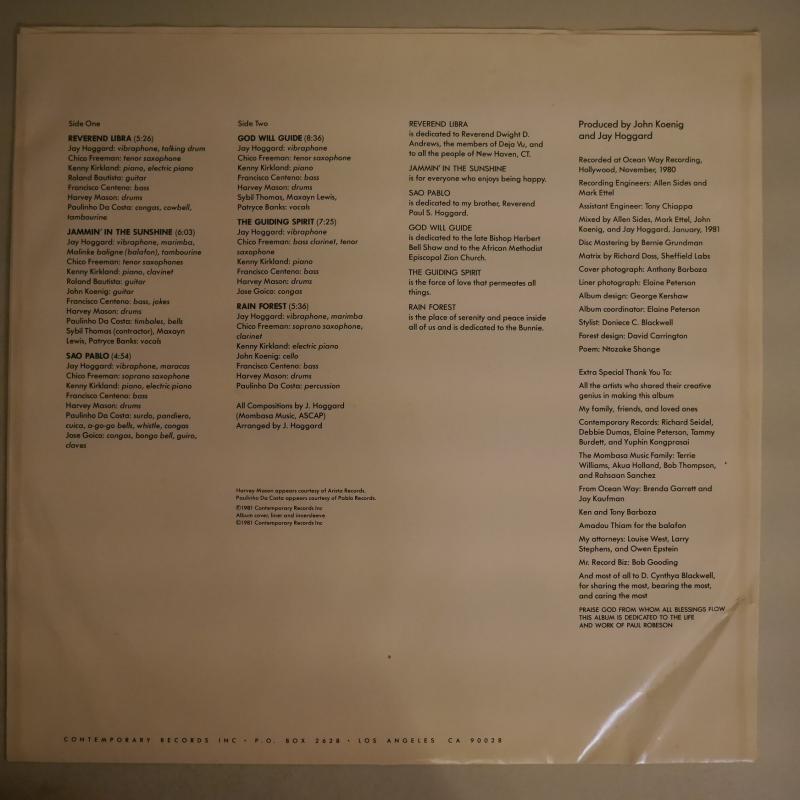 Side One
REVEREND LIBRA (5:26)
Jay Hoggard: vibraphone, talking drum
Chico Freeman: tenor saxophone
Kenny Kirkland: piano, electric piano
Roland Bautista: guitar
Francisco Centeno: bass
Harvey Mason: drums
Paulinho Da Costa: congas, cowbell,
tambourine
JAMMIN' IN THE SUNSHINE (6:03)
Jay Hoggard: vibraphone, marimba,
Malinke baligne (balafon), tambourine
Chico Freeman: tenor saxophones
Kenny Kirkland: piano, clavinet
Roland Bautista: guitar
John Koenig: guitar
Francisco Centeno: bass, jokes
Harvey Mason: drums
Paulinho Da Costa: timbales, bells
Sybil Thomas (contractor), Maxayn
Lewis, Patryce Banks: vocals
SAO PABLO (4:54)
Jay Hoggard: vibraphone, maracas
Chico Freeman: soprano saxophone
Kenny Kirkland: piano, electric piano
Francisco Centeno: bass
Harvey Mason: drums
Paulinho Da Costa: surdo, pandiero,
cuica, a-go-go bells, whistle, congas
Jose Goico: congas, bongo bell, guiro,
claves
Side Two
GOD WILL GUIDE (8:36)
Jay Hoggard: vibraphone
Chico Freeman: tenor saxophone
Kenny Kirkland: piano
Francisco Centeno: bass
Harvey Mason: drums
Sybil Thomas, Maxayn Lewis,
Patryce Banks: vocals
THE GUIDING SPIRIT (7:25)
Jay Hoggard: vibraphone
Chico Freeman: bass clarinet, tenor
saxophone
Kenny Kirkland: piano
Francisco Centeno: bass
Harvey Mason: drums
Jose Goico: congas
RAIN FOREST (5:36)
Jay Hoggard: vibraphone, marimba
Chico Freeman: soprano saxophone,
clarinet
Kenny Kirkland: electric piano
John Koenig: cello
Francisco Centeno: bass
Harvey Mason: drums
Paulinho Da Costa: percussion
All Compositions by J. Hoggard
(Mombasa Music, ASCAP)
Arranged by J. Hoggard
Harvey Mason appears courtesy of Arista Records.
Paulinho Da Costa appears courtesy of Pablo Records.
℗1981 Contemporary Records Inc
Album cover, liner and innersleeve
©1981 Contemporary Records Inc
REVEREND LIBRA
is dedicated to Reverend Dwight D.
Andrews, the members of Deja Vu, and
to all the people of New Haven, CT.
JAMMIN' IN THE SUNSHINE
is for everyone who enjoys being happy.
SAO PABLO
is dedicated to my brother, Reverend
Paul S. Hoggard.
GOD WILL GUIDE
is dedicated to the late Bishop Herbert
Bell Shaw and to the African Methodist
Episcopal Zion Church.
THE GUIDING SPIRIT
is the force of love that permeates all
things.
RAIN FOREST
is the place of serenity and peace inside
all of us and is dedicated to the Bunnie.
Produced by John Koenig
and Jay Hoggard
Recorded at Ocean Way Recording,
Hollywood, November, 1980
Recording Engineers: Allen Sides and
Mark Ettel
Assistant Engineer: Tony Chiappa
Mixed by Allen Sides, Mark Ettel, John
Koenig, and Jay Hoggard, January, 1981
Disc Mastering by Bernie Grundman
Matrix by Richard Doss, Sheffield Labs
Cover photograph: Anthony Barboza
Liner photograph: Elaine Peterson
Album design: George Kershaw
Album coordinator: Elaine Peterson
Stylist: Doniece C. Blackwell
Forest design: David Carrington
Poem: Ntozake Shange
Extra Special Thank You To:
All the artists who shared their creative
genius in making this album
My family, friends, and loved ones
Contemporary Records: Richard Seidel,
Debbie Dumas, Elaine Peterson, Tammy
Burdett, and Yuphin Kongprasai
The Mombasa Music Family: Terrie
Williams, Akua Holland, Bob Thompson,
and Rahsaan Sanchez
From Ocean Way: Brenda Garrett and
Jay Kaufman
Ken and Tony Barboza
Amadou Thiam for the balafon
My attorneys: Louise West, Larry
Stephens, and Owen Epstein
Mr. Record Biz: Bob Gooding
And most of all to D. Cynthya Blackwell,
for sharing the most, bearing the most,
and caring the most
PRAISE GOD FROM WHOM ALL BLESSINGS FLOW
THIS ALBUM IS DEDICATED TO THE LIFE
AND WORK OF PAUL ROBESON
CONTEMPORARY RECORDS INC • P.O. BOX 2628 • LOS ANGELES CA 90028